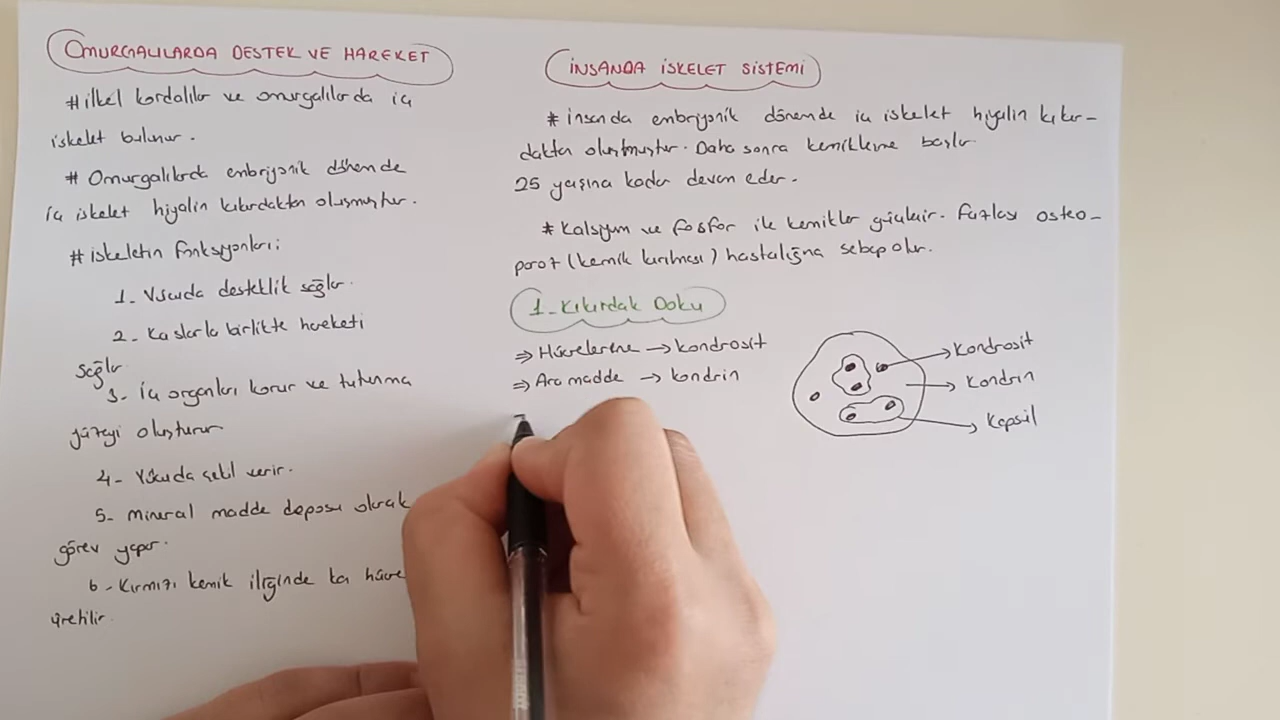 OMURGALILARDA DESTEK VE HAREKET
# ilkel kordalılar ve omurgalılarda iç
iskelet bulunur.
# Omurgalılarda embriyonik dönemde
iç iskelet hiyalin kıkırdaktan oluşmuştur.
# iskeletin fonksiyonları:
1- Vücuda desteklik sağlar.
2- Kaslarla birlikte hareketi
sağlar.
3- İç organları korur ve tutunma
yüzeyi oluşturur
4- Vücuda şekil verir.
5- Mineral madde deposu olarak
görev yapar.
6- Kırmızı kemik iliğinde kan hücre
üretilir.
İNSANDA İSKELET SİSTEMİ
* İnsanda embriyonik dönemde iç iskelet hiyalin kıkır-
daktan oluşmuştur. Daha sonra kemikleşme başlar.
25 yaşına kadar devam eder.
* Kalsiyum ve fosfor ile kemikler güçlenir. Fazlası osteo-
porot (kemik kırılması) hastalığına sebep olur.
1- Kıkırdak Doku
⇒ Hücrelerine → kondrosit
⇒ Ara madde → kondrin
Kondrosit
Kondrin
Kapsül